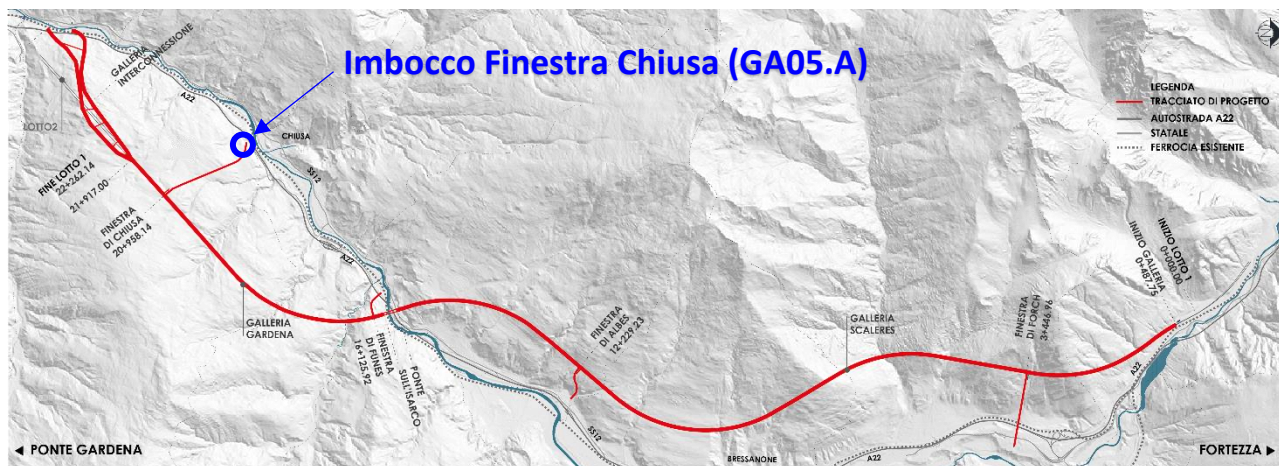 Imbocco Finestra Chiusa (GA05.A)
GALLERIA
INTERCONNESSIONE
A22
LOTTO2
CHIUSA
SS12
FINE LOTTO 1
22+262.14
21+917.00
FINESTRA
DI CHIUSA
20+958.14
A22
GALLERIA
GARDENA
FINESTRA
DI FUNES
16+125.92
PONTE
SULL'ISARCO
FINESTRA
DI ALBES
12+229.23
SS12
GALLERIA
SCALERES
FINESTRA
DI FORCH
3+446.96
INIZIO LOTTO 1
0+000.00
INIZIO GALLERIA
0+487.75
A22
A22
BRESSANONE
LEGENDA
TRACCIATO DI PROGETTO
AUTOSTRADA A22
STATALE
FERROCIA ESISTENTE
N
◄ PONTE GARDENA
FORTEZZA ►